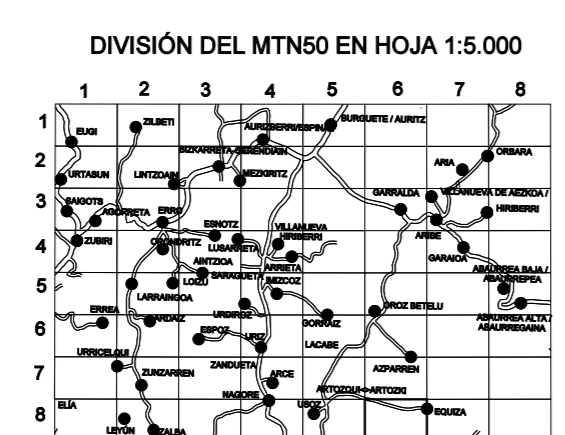 DIVISIÓN DEL MTN50 EN HOJA 1:5.000
1 2 3 4 5 6 7 8
1
ZILBETI
AURIZBERRI/ESPINAL
BURGUETE / AURITZ
EUGI
BIZKARRETA-GERENDIAIN
ORBARA
2
ARIA
URTASUN
LINTZOAIN
MEZKIRITZ
3
SAIGOTS
GARRALDA
VILLANUEVA DE AEZKOA /
HIRIBERRI
AGORRETA
ERRO
ESNOTZ
VILLANUEVA
HIRIBERRI
ARIBE
4
ZUBIRI
ORONDRITZ
LUSARRETA
GARAIOA
AINTZIOA
ARRIETA
ABAURREA BAJA /
ABAURREPEA
SARAGUETA
5
LOIZU
IMIZCOZ
LARRAINGOA
OROZ BETELU
ERREA
URDIROZ
ABAURREA ALTA /
ABAURREGAINA
6
GARDAIZ
ESPOZ
URIZ
GORRAIZ
LACABE
URRICELQUI
ZANDUETA
AZPARREN
7
ZUNZARREN
ARCE
ARTOZQUI<>ARTOZKI
NAGORE
8
ELÍA
USOZ
EQUIZA
LEYÚN
ZALBA